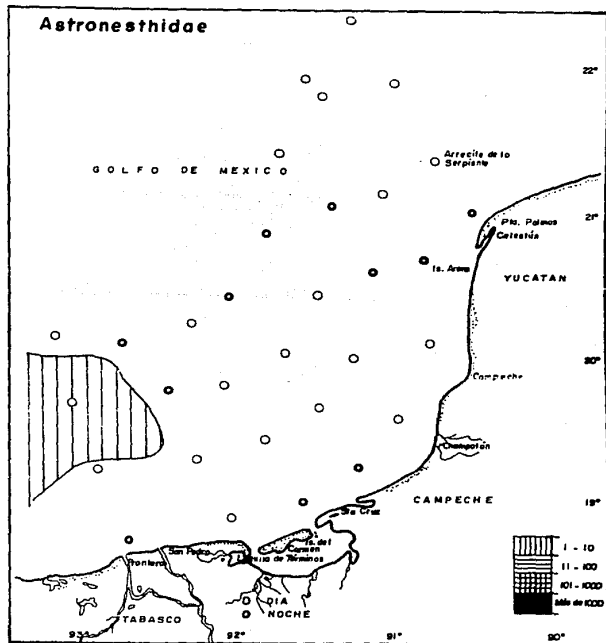 Astronesthidae
22°
Arrecife de la
Serpiente
GOLFO DE MEXICO
21°
Pta. Palmas
Celestún
Is. Arena
YUCATAN
20°
Campeche
Champotón
CAMPECHE
19°
Sta Cruz
Is. del
Carmen
San Pedro
Laguna de Términos
Frontera
1 - 10
11 - 100
101 - 1000
Más de 1000
DIA
NOCHE
TABASCO
93° 92° 91° 90°